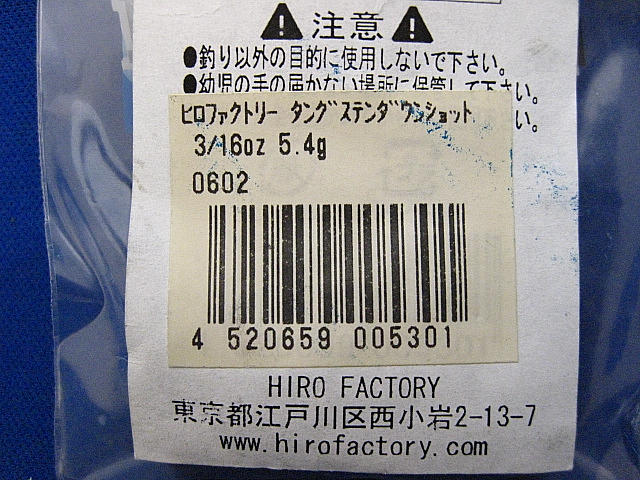 注意
●釣り以外の目的に使用しないで下さい。
●幼児の手の届かない場所に保管して下さい。
い。
ﾋﾛﾌｧｸﾄﾘｰ ﾀﾝｸﾞｽﾃﾝﾀﾞｳﾝｼｮｯﾄ
3/16oz 5.4g
0602
4 520659 005301
HIRO FACTORY
東京都江戸川区西小岩2-13-7
www.hirofactory.com